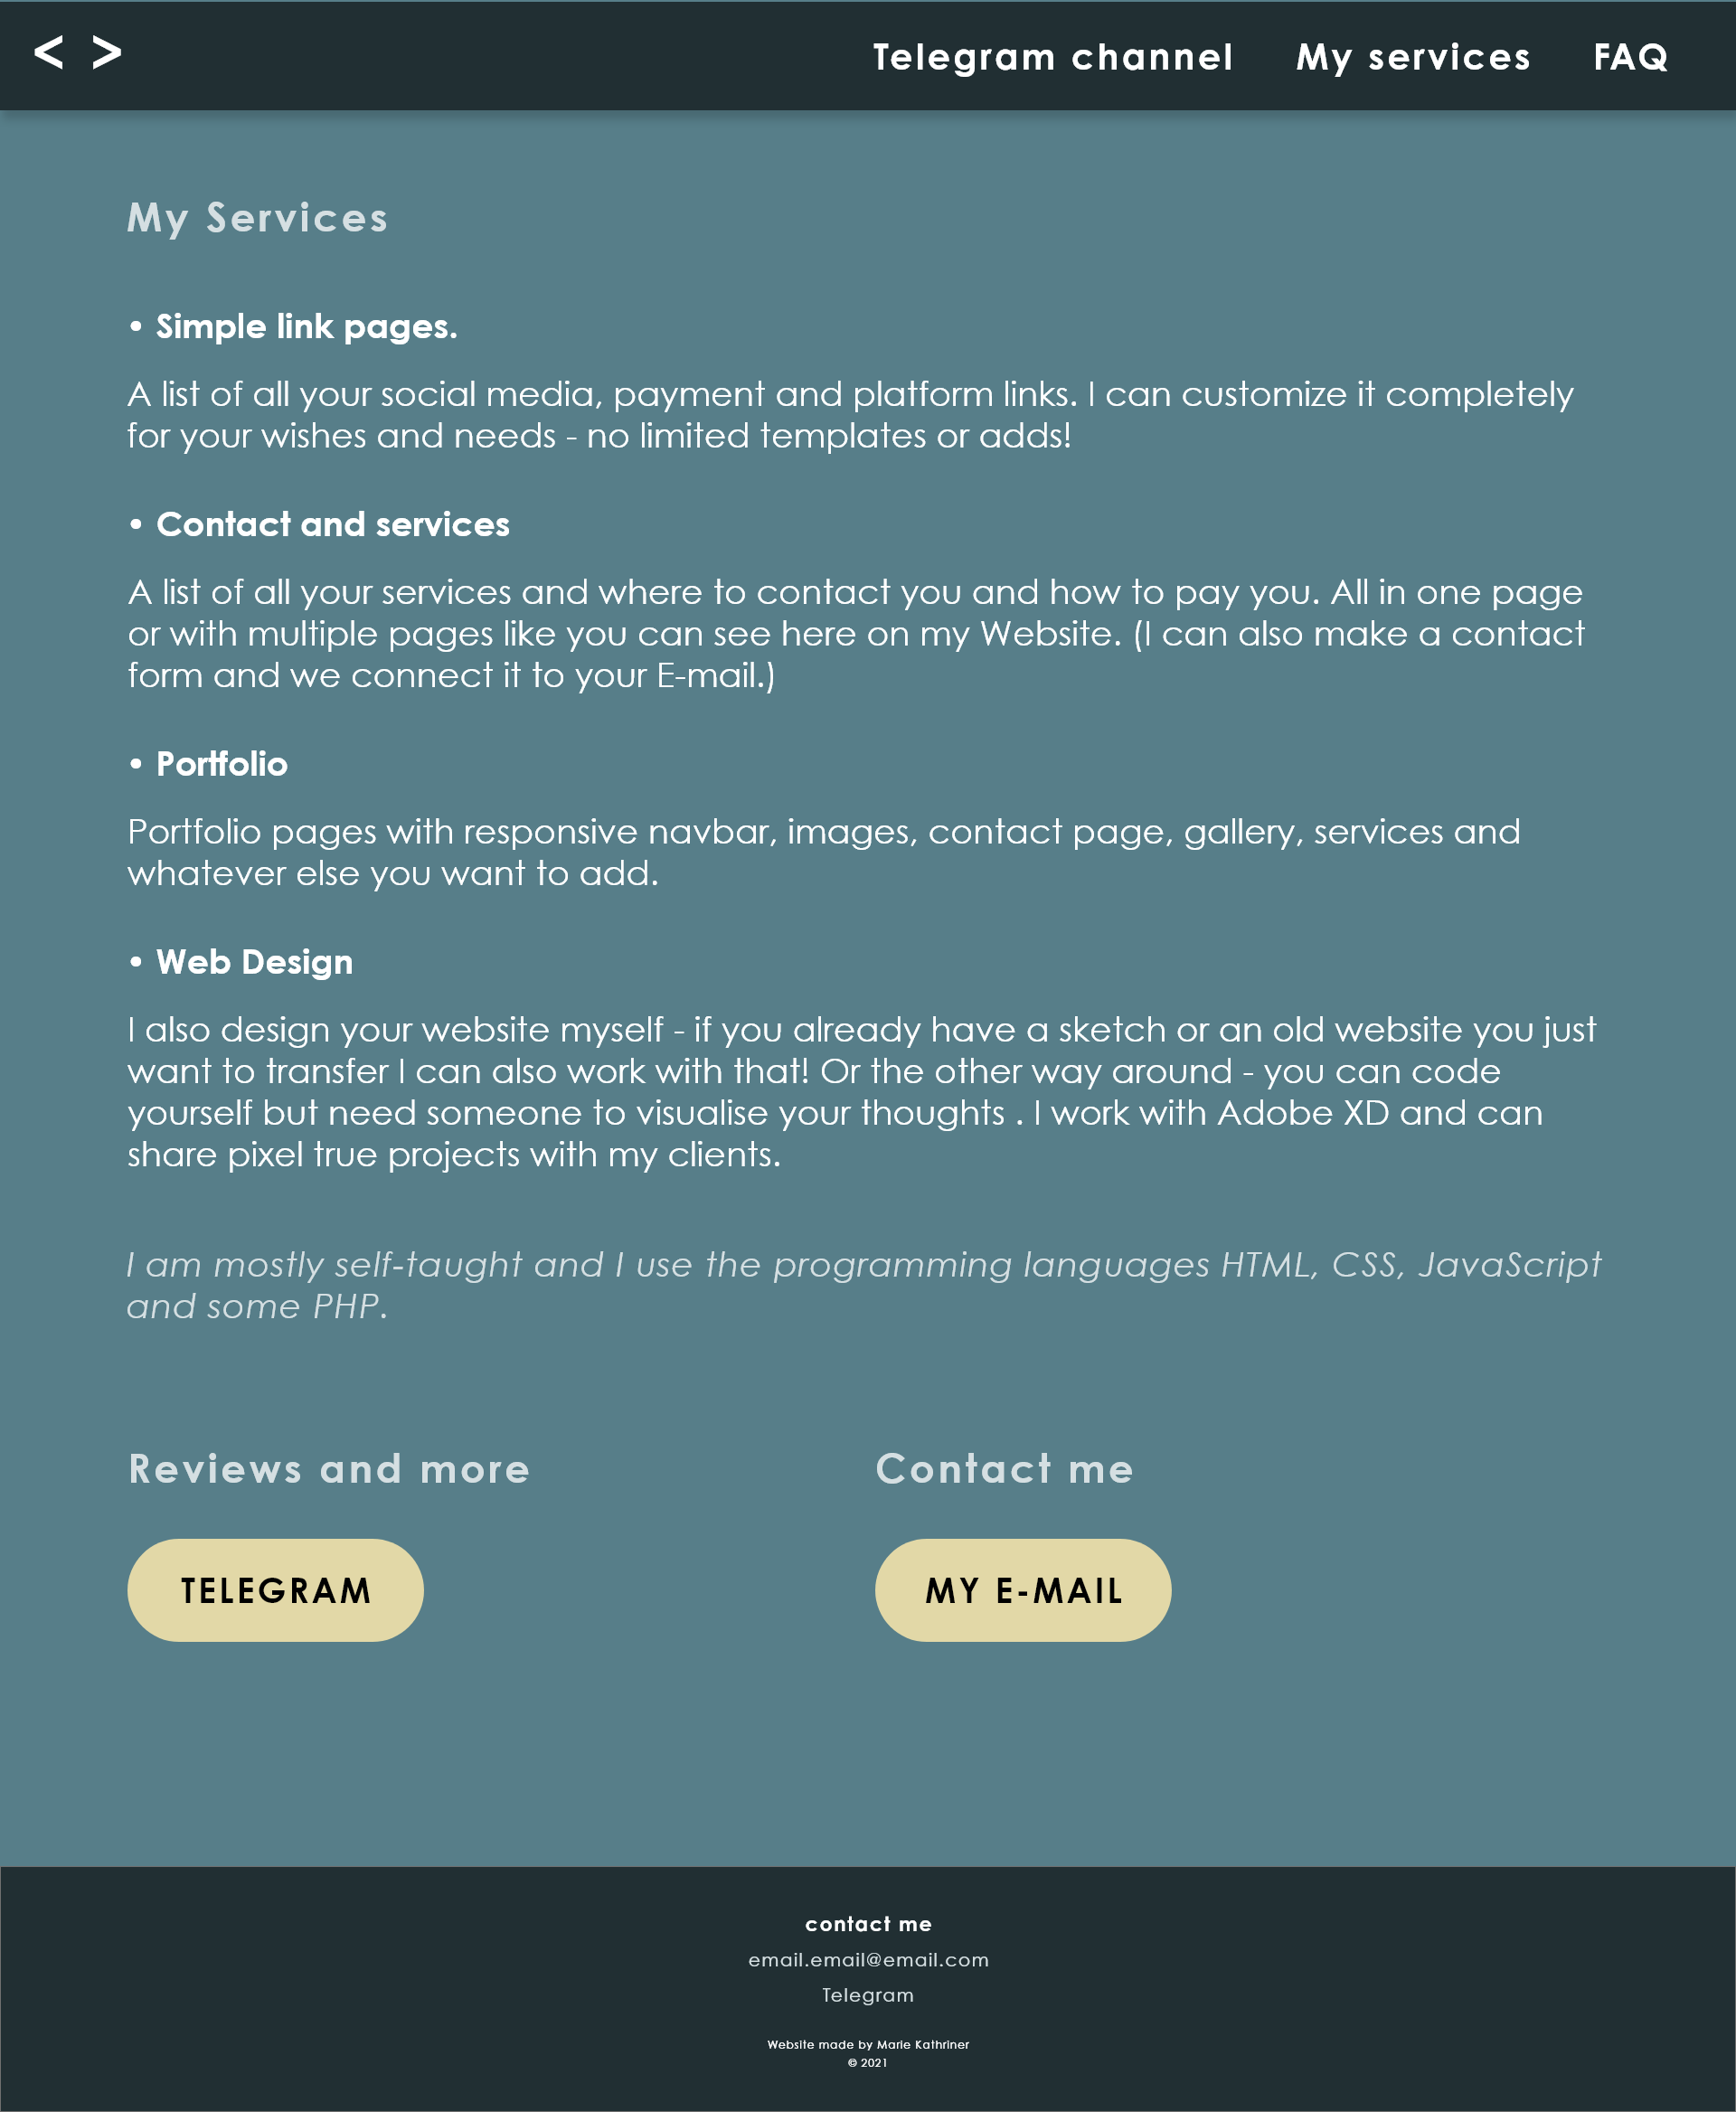 < >
Telegram channel My services FAQ
My Services
• Simple link pages.
A list of all your social media, payment and platform links. I can customize it completely
for your wishes and needs - no limited templates or adds!
• Contact and services
A list of all your services and where to contact you and how to pay you. All in one page
or with multiple pages like you can see here on my Website. (I can also make a contact
form and we connect it to your E-mail.)
• Portfolio
Portfolio pages with responsive navbar, images, contact page, gallery, services and
whatever else you want to add.
• Web Design
I also design your website myself - if you already have a sketch or an old website you just
want to transfer I can also work with that! Or the other way around - you can code
yourself but need someone to visualise your thoughts . I work with Adobe XD and can
share pixel true projects with my clients.
I am mostly self-taught and I use the programming languages HTML, CSS, JavaScript
and some PHP.
Reviews and more
TELEGRAM
Contact me
MY E-MAIL
contact me
email.email@email.com
Telegram
Website made by Marie Kathriner
© 2021